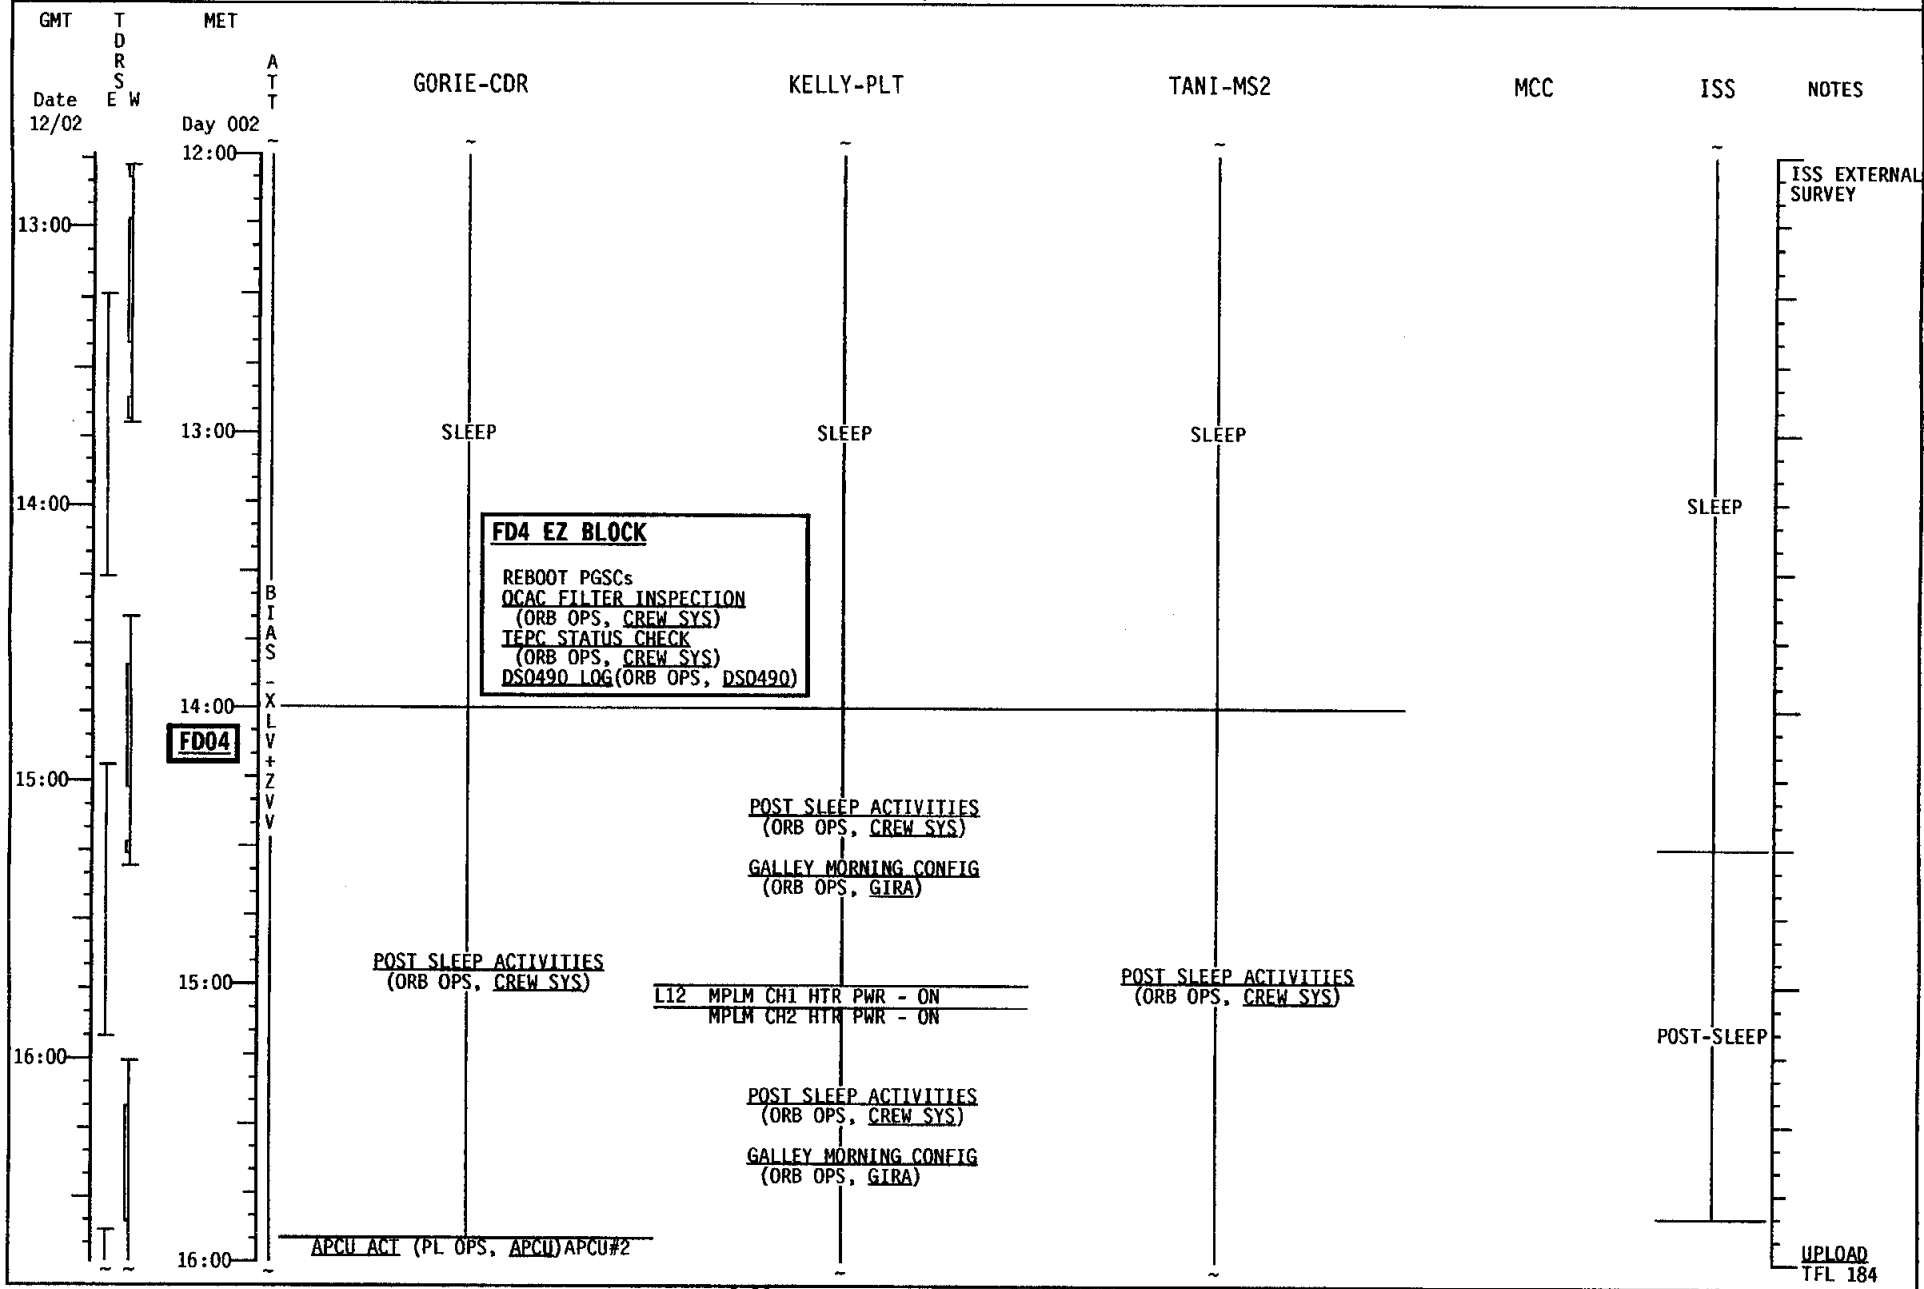 GMT
TDRS
MET
E W
ATT
GORIE-CDR
KELLY-PLT
TANI-MS2
MCC
ISS
NOTES
Date
12/02
Day 002
12:00
13:00
14:00
15:00
16:00
13:00
14:00
FD04
15:00
16:00
BIAS -XLV+ZVV
SLEEP
FD4 EZ BLOCK
REBOOT PGSCs
OCAC FILTER INSPECTION
(ORB OPS, CREW SYS)
TEPC STATUS CHECK
(ORB OPS, CREW SYS)
DSO490 LOG(ORB OPS, DSO490)
POST SLEEP ACTIVITIES
(ORB OPS, CREW SYS)
APCU ACT (PL OPS, APCU)APCU#2
SLEEP
POST SLEEP ACTIVITIES
(ORB OPS, CREW SYS)
GALLEY MORNING CONFIG
(ORB OPS, GIRA)
L12 MPLM CH1 HTR PWR - ON
MPLM CH2 HTR PWR - ON
POST SLEEP ACTIVITIES
(ORB OPS, CREW SYS)
GALLEY MORNING CONFIG
(ORB OPS, GIRA)
SLEEP
POST SLEEP ACTIVITIES
(ORB OPS, CREW SYS)
SLEEP
POST-SLEEP
ISS EXTERNAL
SURVEY
UPLOAD
TFL 184